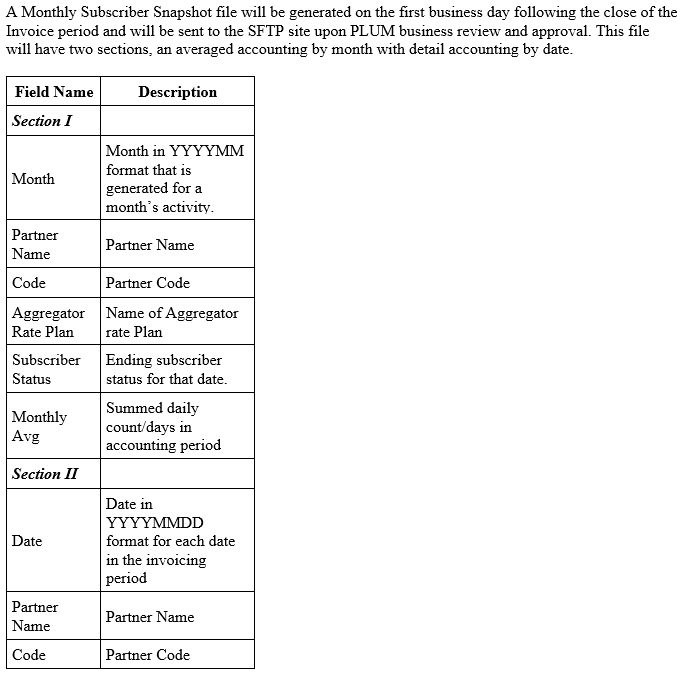 A Monthly Subscriber Snapshot file will be generated on the first business day following the close of the
Invoice period and will be sent to the SFTP site upon PLUM business review and approval. This file
will have two sections, an averaged accounting by month with detail accounting by date.
Field Name Description
Section I
Month
Month in YYYYMM
format that is
generated for a
month's activity.
Partner
Name
Partner Name
Code
Partner Code
Aggregator
Rate Plan
Name of Aggregator
rate Plan
Subscriber
Status
Ending subscriber
status for that date.
Monthly
Avg
Summed daily
count/days in
accounting period
Section II
Date
Date in
YYYYMMDD
format for each date
in the invoicing
period
Partner
Name
Partner Name
Code
Partner Code